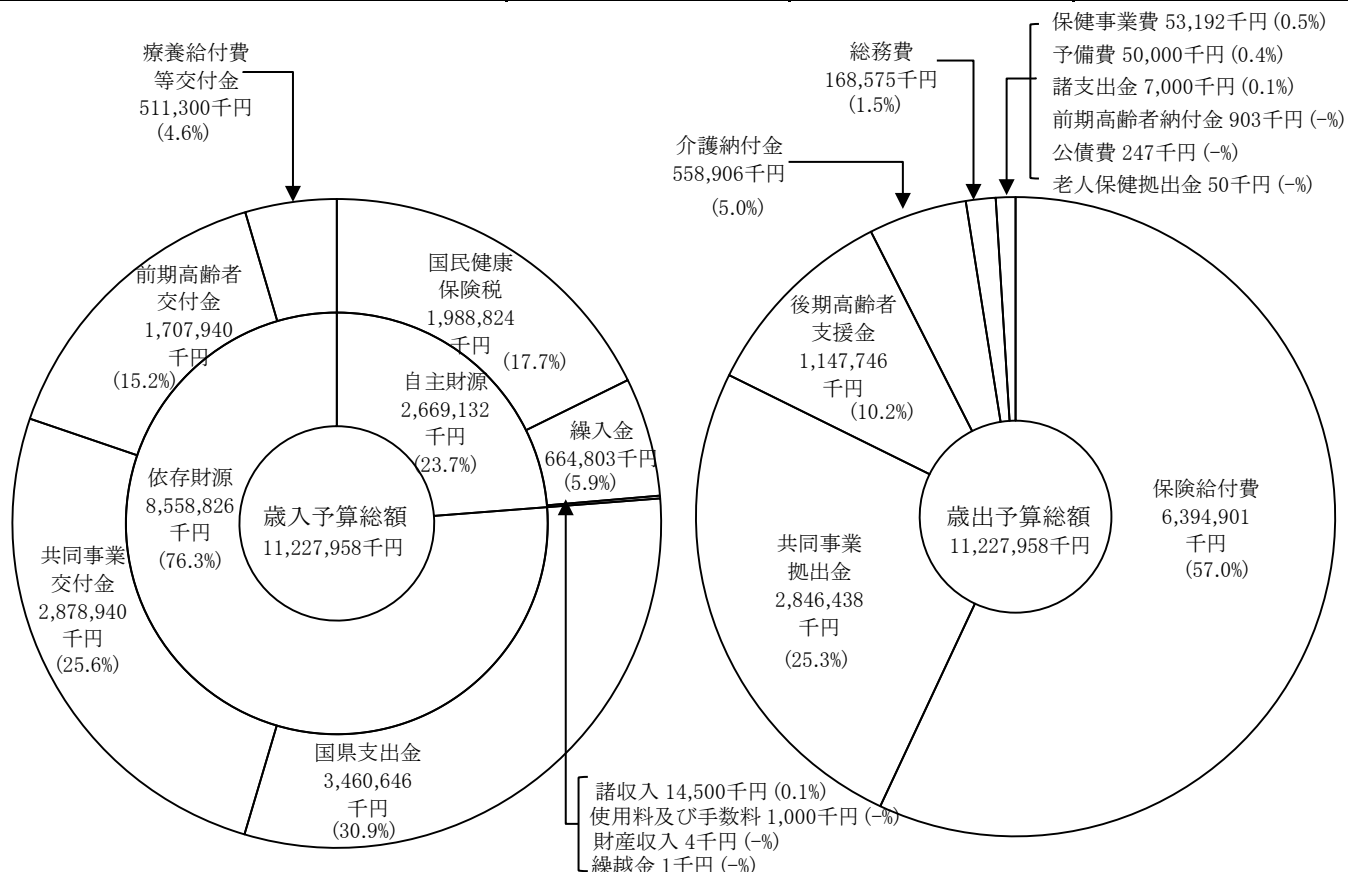 療養給付費
等交付金
511,300千円
(4.6%)
前期高齢者
交付金
1,707,940
千円
(15.2%)
国民健康
保険税
1,988,824
千円
(17.7%)
自主財源
2,669,132
千円
(23.7%)
繰入金
664,803千円
(5.9%)
依存財源
8,558,826
千円
(76.3%)
歳入予算総額
11,227,958千円
共同事業
交付金
2,878,940
千円
(25.6%)
国県支出金
3,460,646
千円
(30.9%)
諸収入 14,500千円(0.1%)
使用料及び手数料 1,000千円(-%)
財産収入 4千円(-%)
繰越金 1千円(-%)
保健事業費 53,192千円(0.5%)
予備費 50,000千円(0.4%)
諸支出金 7,000千円(0.1%)
前期高齢者納付金 903千円(-%)
公債費 247千円(-%)
老人保健拠出金 50千円(-%)
総務費
168,575千円
(1.5%)
介護納付金
558,906千円
(5.0%)
後期高齢者
支援金
1,147,746
千円
(10.2%)
歳出予算総額
11,227,958千円
保険給付費
6,394,901
千円
(57.0%)
共同事業
拠出金
2,846,438
千円
(25.3%)